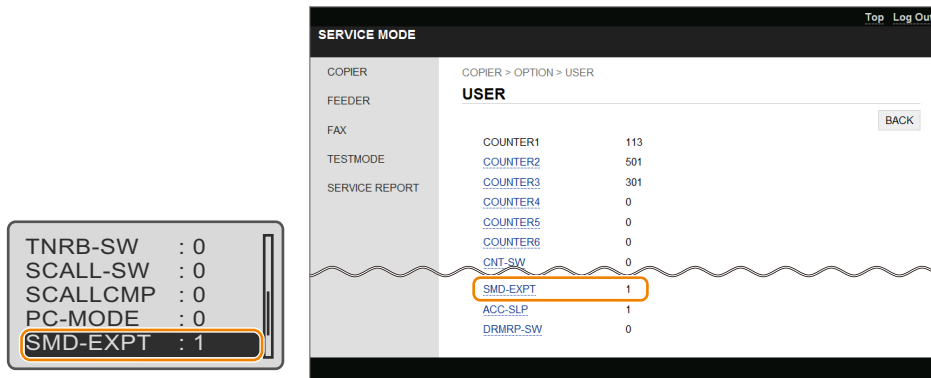 TNRB-SW : 0
SCALL-SW : 0
SCALLCMP : 0
PC-MODE : 0
SMD-EXPT : 1
Top Log Out
SERVICE MODE
COPIER
FEEDER
FAX
TESTMODE
SERVICE REPORT
COPIER > OPTION > USER
USER
BACK
COUNTER1 113
COUNTER2 501
COUNTER3 301
COUNTER4 0
COUNTER5 0
COUNTER6 0
CNT-SW 0
SMD-EXPT 1
ACC-SLP 1
DRMRP-SW 0